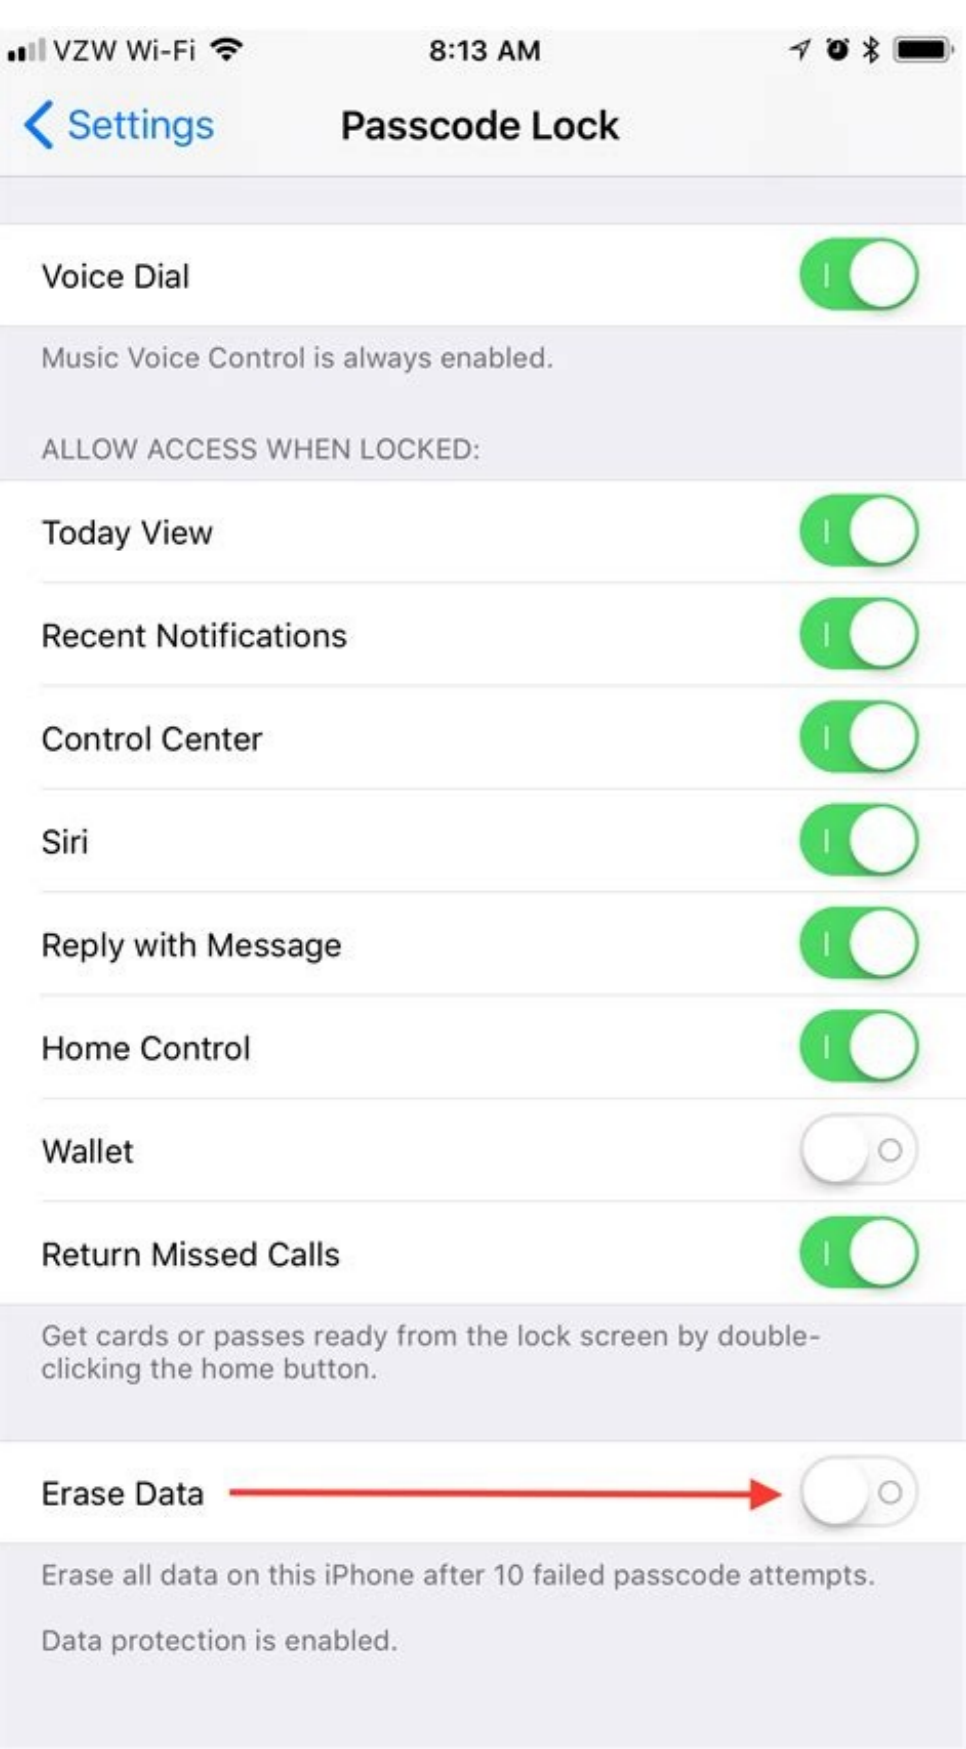 VZW Wi-Fi 8:13 AM
Settings Passcode Lock
Voice Dial
Music Voice Control is always enabled.
ALLOW ACCESS WHEN LOCKED:
Today View
Recent Notifications
Control Center
Siri
Reply with Message
Home Control
Wallet
Return Missed Calls
Get cards or passes ready from the lock screen by double-
clicking the home button.
Erase Data
Erase all data on this iPhone after 10 failed passcode attempts.
Data protection is enabled.